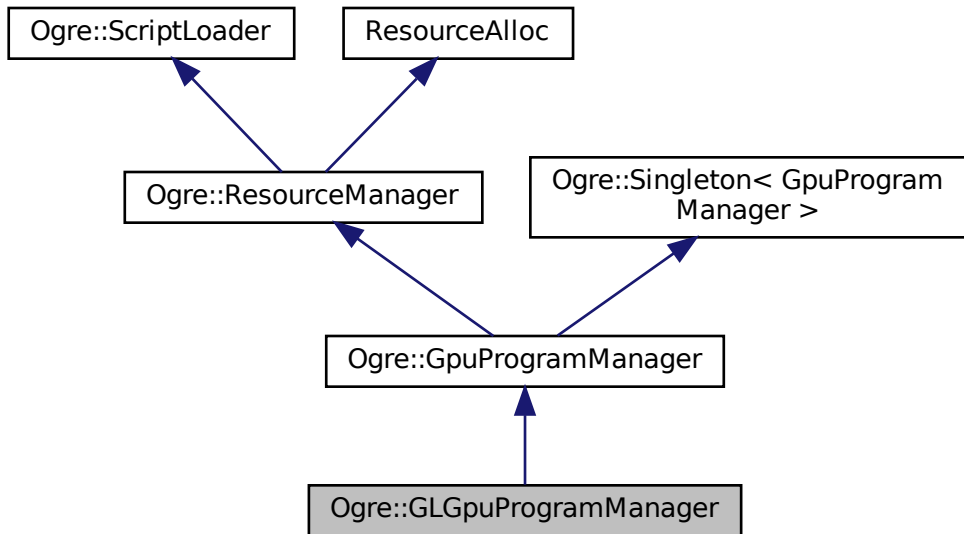 Ogre::ScriptLoader
ResourceAlloc
Ogre::ResourceManager
Ogre::Singleton< GpuProgram
Manager >
Ogre::GpuProgramManager
Ogre::GLGpuProgramManager